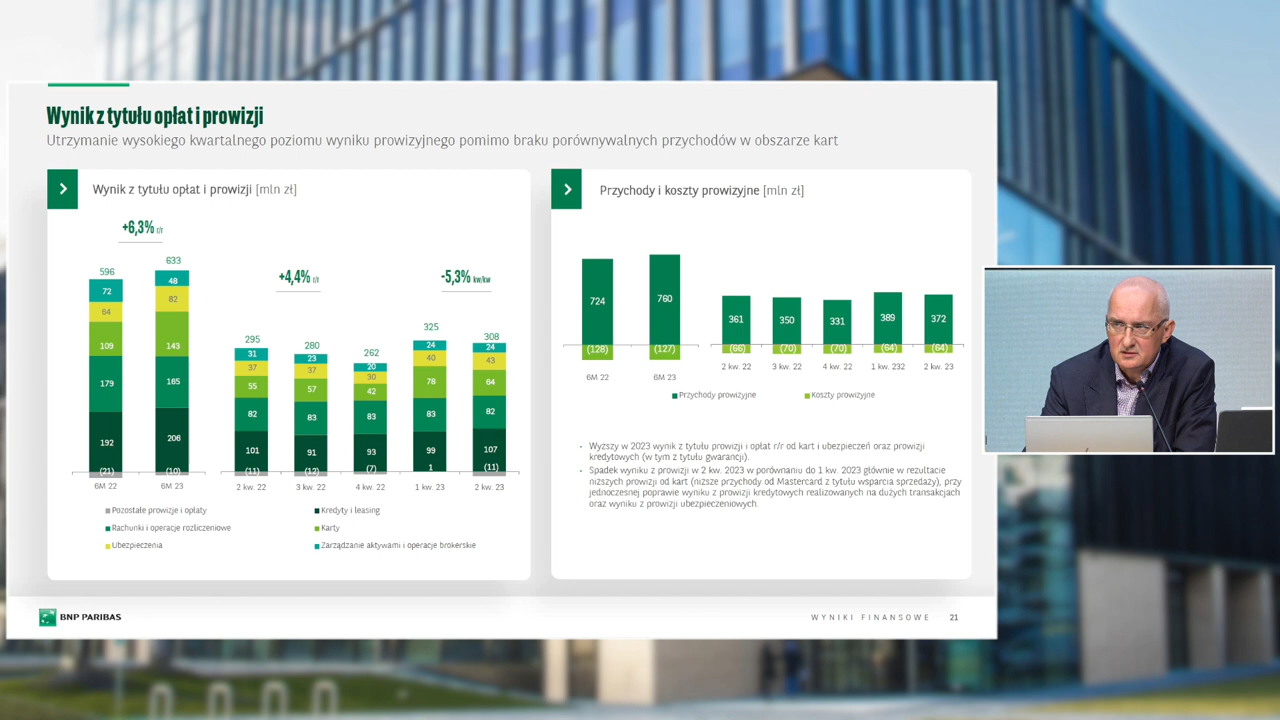 Wynik z tytułu opłat i prowizji
Utrzymanie wysokiego kwartalnego poziomu wyniku prowizyjnego pomimo braku porównywalnych przychodów w obszarze kart
Wynik z tytułu opłat i prowizji [mln zł]
+6,3% r/r
+4,4% r/r
-5,3% kw/kw
596
633
295
280
262
325
308
72
48
31
23
20
24
24
64
82
37
37
30
40
43
109
143
55
57
42
78
64
179
185
82
83
83
83
82
192
206
101
91
93
99
107
(21)
(10)
(11)
(12)
(7)
1
(11)
6M 22
6M 23
2 kw. 22
3 kw. 22
4 kw. 22
1 kw. 23
2 kw. 23
Pozostałe prowizje i opłaty
Kredyty i leasing
Rachunki i operacje rozliczeniowe
Karty
Ubezpieczenia
Zarządzanie aktywami i operacje brokerskie
Przychody i koszty prowizyjne [mln zł]
724
760
361
350
331
389
372
(128)
(127)
(66)
(70)
(70)
(64)
(64)
6M 22
6M 23
2 kw. 22
3 kw. 22
4 kw. 22
1 kw. 232
2 kw. 23
Przychody prowizyjne
Koszty prowizyjne
- Wyższy w 2023 wynik z tytułu prowizji i opłat r/r od kart i ubezpieczeń oraz prowizji
kredytowych (w tym z tytułu gwarancji).
- Spadek wyniku z prowizji w 2 kw. 2023 w porównaniu do 1 kw. 2023 głównie w rezultacie
niższych prowizji od kart (niższe przychody od Mastercard z tytułu wsparcia sprzedaży), przy
jednoczesnej poprawie wyniku z prowizji kredytowych realizowanych na dużych transakcjach
oraz wyniku z prowizji ubezpieczeniowych.
BNP PARIBAS
WYNIKI FINANSOWE 21